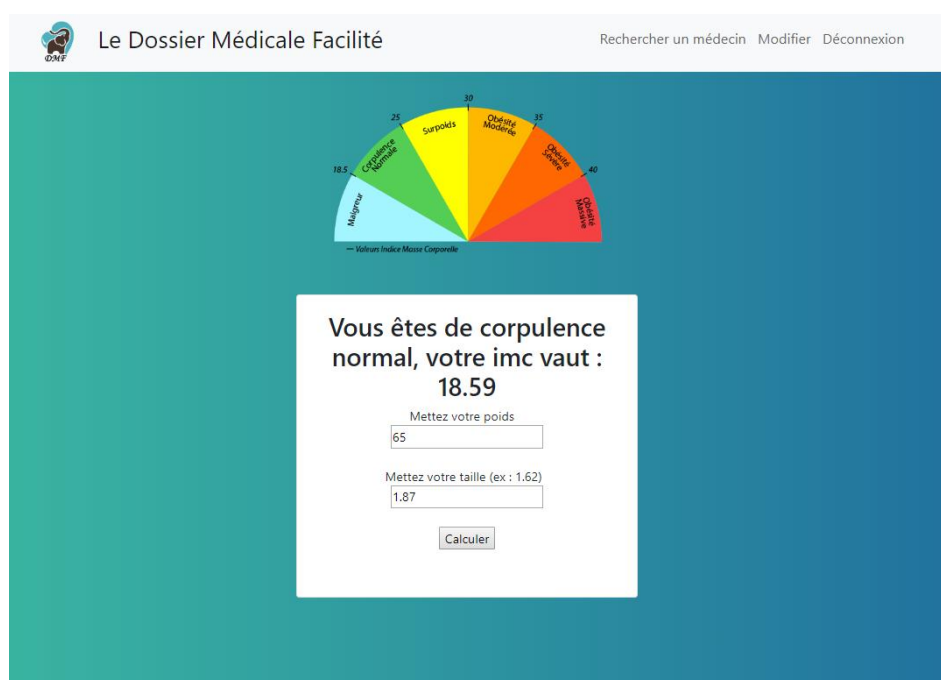 DMF
Le Dossier Médicale Facilité
Rechercher un médecin Modifier Déconnexion
30
25
35
Surpoids
Obésité
Modérée
Corpulence
Normale
Obésité
Sévère
18.5
40
Maigreur
Obésité
Massive
— Valeurs Indice Masse Corporelle
Vous êtes de corpulence
normal, votre imc vaut :
18.59
Mettez votre poids
65
Mettez votre taille (ex : 1.62)
1.87
Calculer